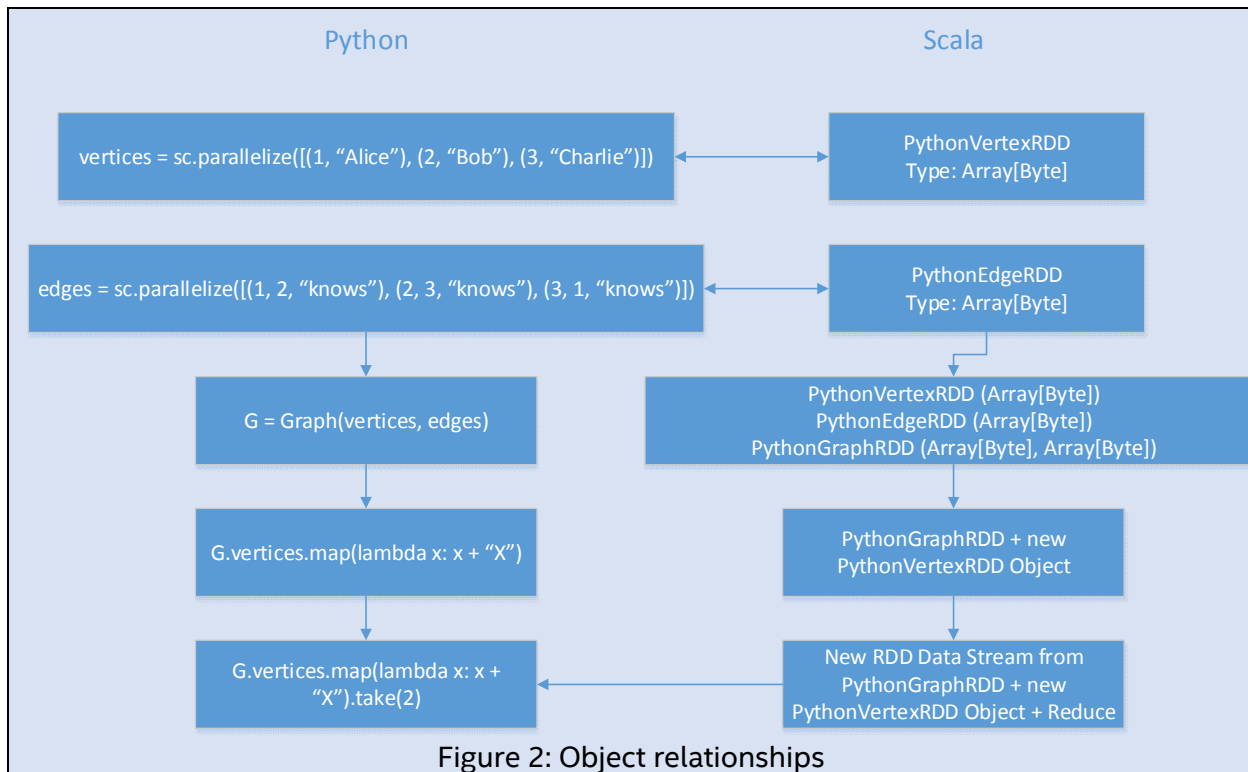 Python
Scala
vertices = sc.parallelize([(1, “Alice”), (2, “Bob”), (3, “Charlie”)])
PythonVertexRDD
Type: Array[Byte]
edges = sc.parallelize([(1, 2, “knows”), (2, 3, “knows”), (3, 1, “knows”)])
PythonEdgeRDD
Type: Array[Byte]
G = Graph(vertices, edges)
PythonVertexRDD (Array[Byte])
PythonEdgeRDD (Array[Byte])
PythonGraphRDD (Array[Byte], Array[Byte])
G.vertices.map(lambda x: x + “X”)
PythonGraphRDD + new
PythonVertexRDD Object
G.vertices.map(lambda x: x +
“X”).take(2)
New RDD Data Stream from
PythonGraphRDD + new
PythonVertexRDD Object + Reduce
Figure 2: Object relationships